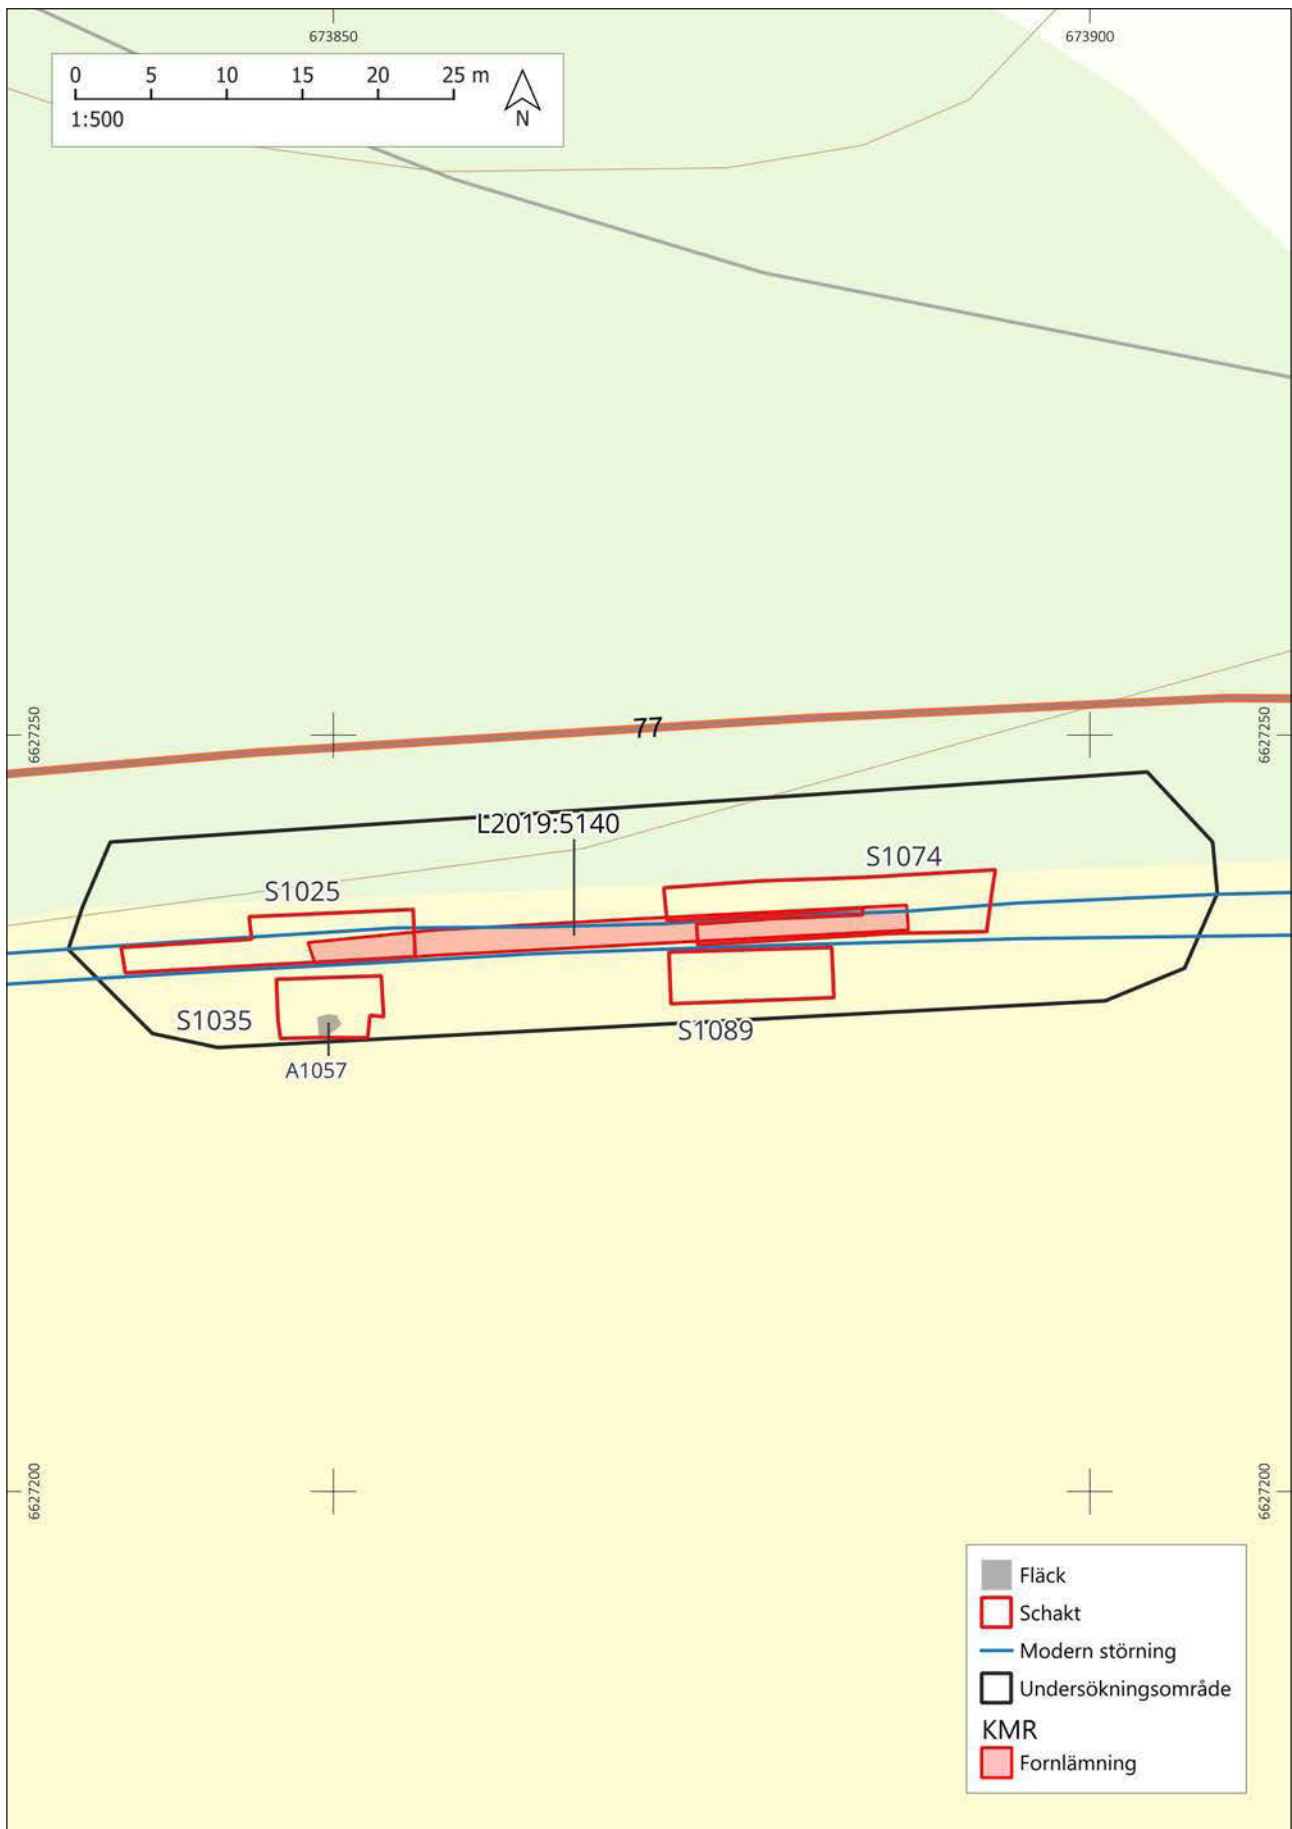 673850
673900
0 5 10 15 20 25 m
1:500
N
6627250
77
6627250
L2019:5140
S1074
S1025
S1035
S1089
A1057
6627200
6627200
Fläck
Schakt
Modern störning
Undersökningsområde
KMR
Fornlämning